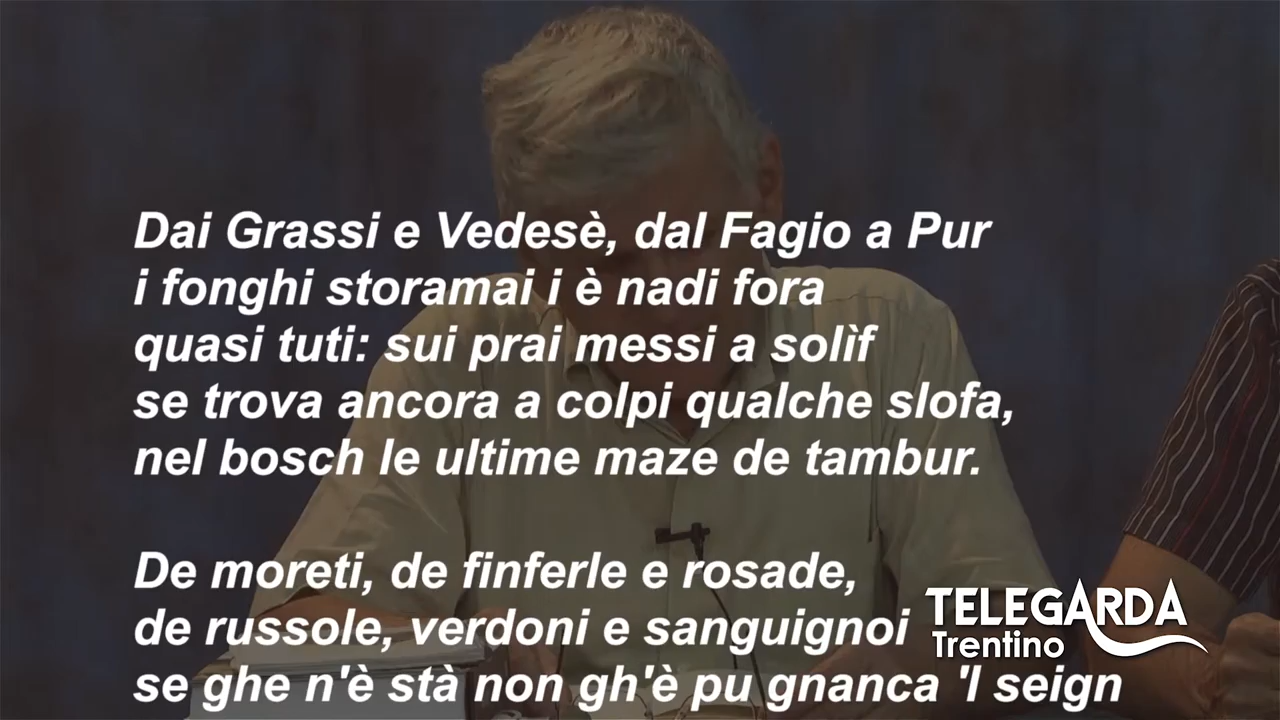 Dai Grassi e Vedesè, dal Fagio a Pur
i fonghi storamai i è nadi fora
quasi tuti: sui prai messi a solìf
se trova ancora a colpi qualche slofa,
nel bosch le ultime maze de tambur.
De moreti, de finferle e rosade,
de russole, verdoni e sanguignoi
se ghe n'è stà non gh'è pu gnanca 'l seign
TELEGARDA
Trentino